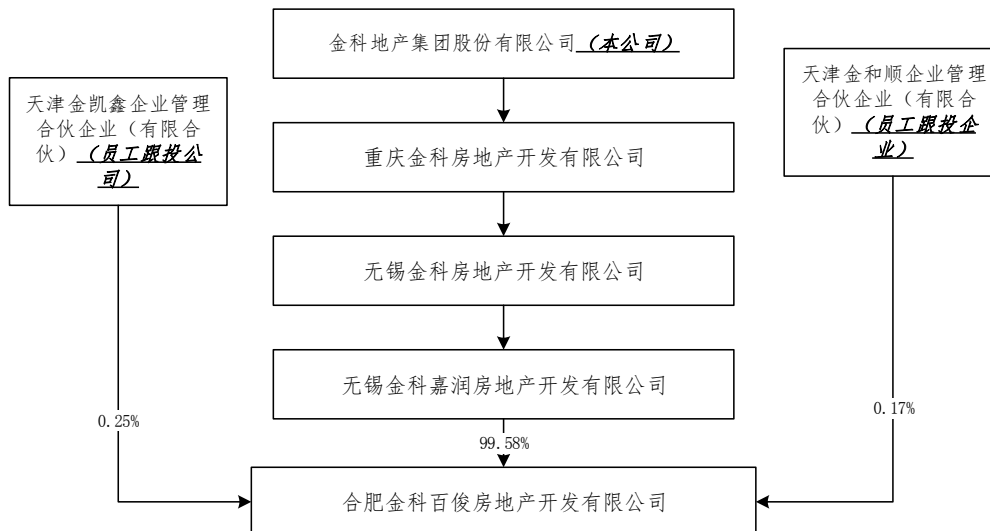 金科地产集团股份有限公司（本公司）
天津金凯鑫企业管理
合伙企业（有限合
伙）（员工跟投公
司）
天津金和顺企业管理
合伙企业（有限合
伙）（员工跟投企
业）
重庆金科房地产开发有限公司
无锡金科房地产开发有限公司
无锡金科嘉润房地产开发有限公司
0.25%
99.58%
0.17%
合肥金科百俊房地产开发有限公司